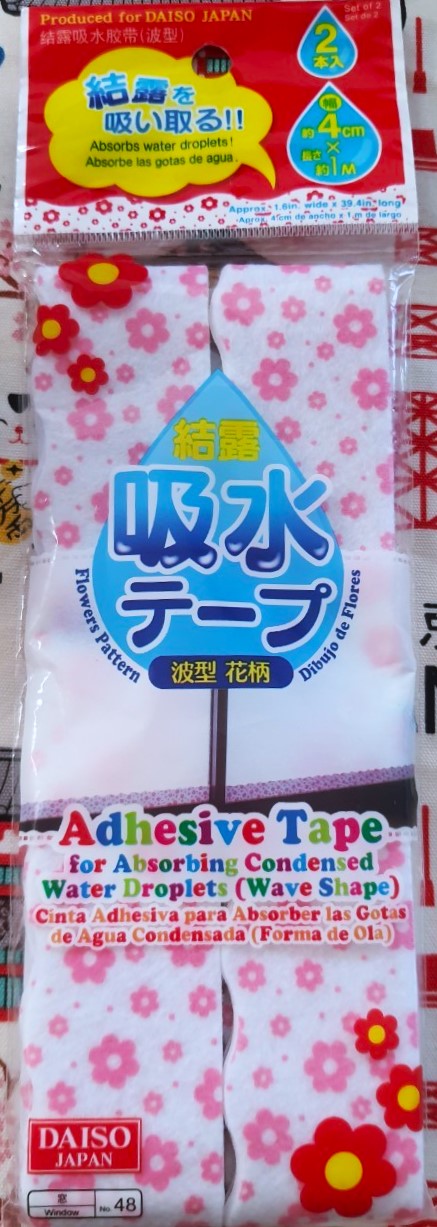 Produced for DAISO JAPAN
结露吸水胶带(波型)
Set of 2
Set de 2
2
本入
結露を
吸い取る!!
Absorbs water droplets!
Absorbe las gotas de agua.
幅
約4cm
×
長さ
約1M
Approx. 1.6in. wide x 39.4in. long
Aprox. 4 cm de ancho x 1 m de largo
結露
吸水
テープ
Flowers Pattern
Dibujo de Flores
波型 花柄
Adhesive Tape
for Absorbing Condensed
Water Droplets (Wave Shape)
Cinta Adhesiva para Absorber las Gotas
de Agua Condensada (Forma de Ola)
DAISO
JAPAN
窓
Window
No. 48